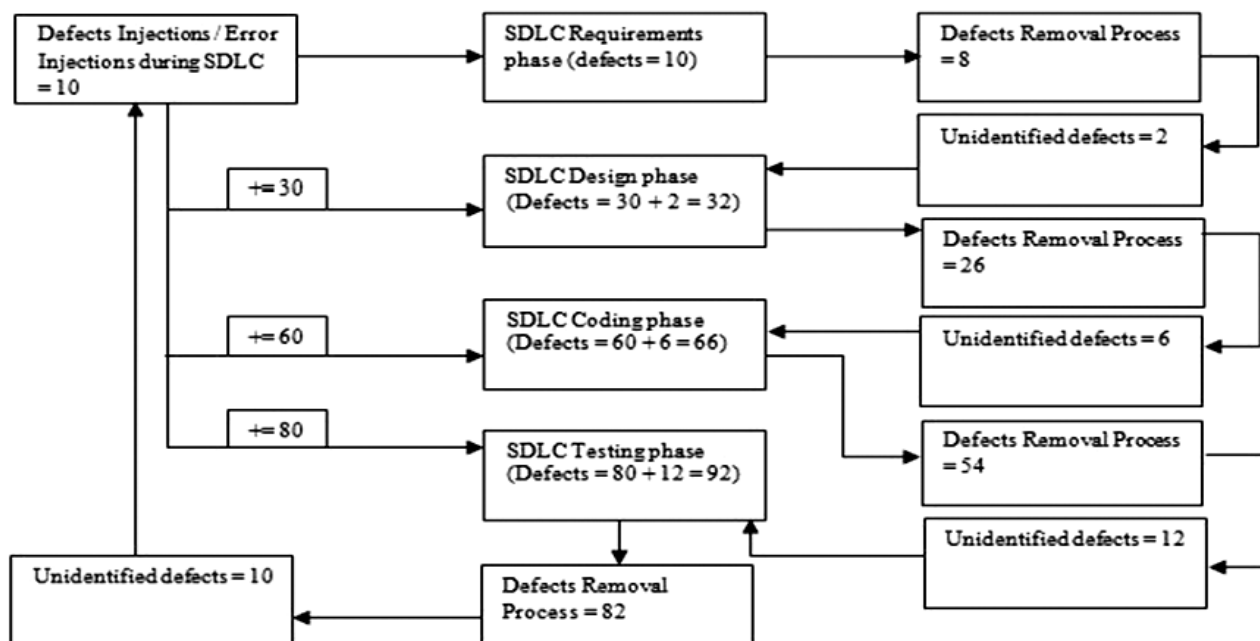 Defects Injections / Error
Injections during SDLC
= 10
SDLC Requirements
phase (defects = 10)
Defects Removal Process
= 8
Unidentified defects = 2
+= 30
SDLC Design phase
(Defects = 30 + 2 = 32)
Defects Removal Process
= 26
+= 60
SDLC Coding phase
(Defects = 60 + 6 = 66)
Unidentified defects = 6
+= 80
SDLC Testing phase
(Defects = 80 + 12 = 92)
Defects Removal Process
= 54
Unidentified defects = 12
Unidentified defects = 10
Defects Removal
Process = 82